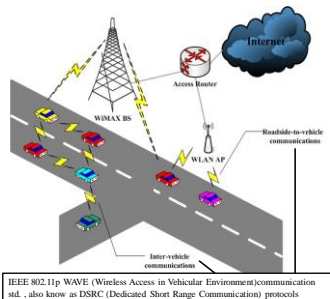 Internet
Access Router
WiMAX BS
WLAN AP
Roadside-to-vehicle
communications
Inter-vehicle
communications
IEEE 802.11p WAVE (Wireless Access in Vehicular Environment)communication
std. , also know as DSRC (Dedicated Short Range Communication) protocols